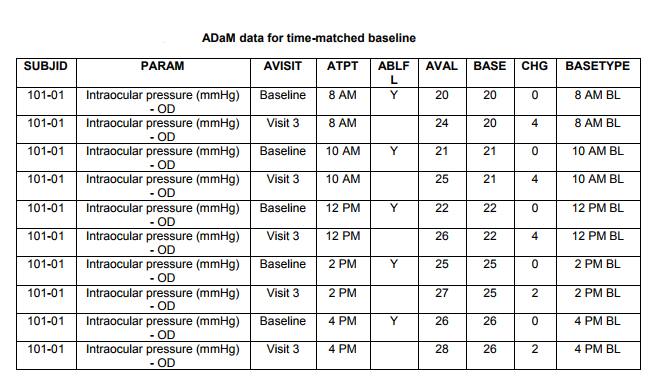 ADaM data for time-matched baseline
SUBJID PARAM AVISIT ATPT ABLF AVAL BASE CHG BASETYPE
L
101-01 Intraocular pressure (mmHg) Baseline 8 AM Y 20 20 0 8 AM BL
- OD
101-01 Intraocular pressure (mmHg) Visit 3 8 AM 24 20 4 8 AM BL
- OD
101-01 Intraocular pressure (mmHg) Baseline 10 AM Y 21 21 0 10 AM BL
- OD
101-01 Intraocular pressure (mmHg) Visit 3 10 AM 25 21 4 10 AM BL
- OD
101-01 Intraocular pressure (mmHg) Baseline 12 PM Y 22 22 0 12 PM BL
- OD
101-01 Intraocular pressure (mmHg) Visit 3 12 PM 26 22 4 12 PM BL
- OD
101-01 Intraocular pressure (mmHg) Baseline 2 PM Y 25 25 0 2 PM BL
- OD
101-01 Intraocular pressure (mmHg) Visit 3 2 PM 27 25 2 2 PM BL
- OD
101-01 Intraocular pressure (mmHg) Baseline 4 PM Y 26 26 0 4 PM BL
- OD
101-01 Intraocular pressure (mmHg) Visit 3 4 PM 28 26 2 4 PM BL
- OD